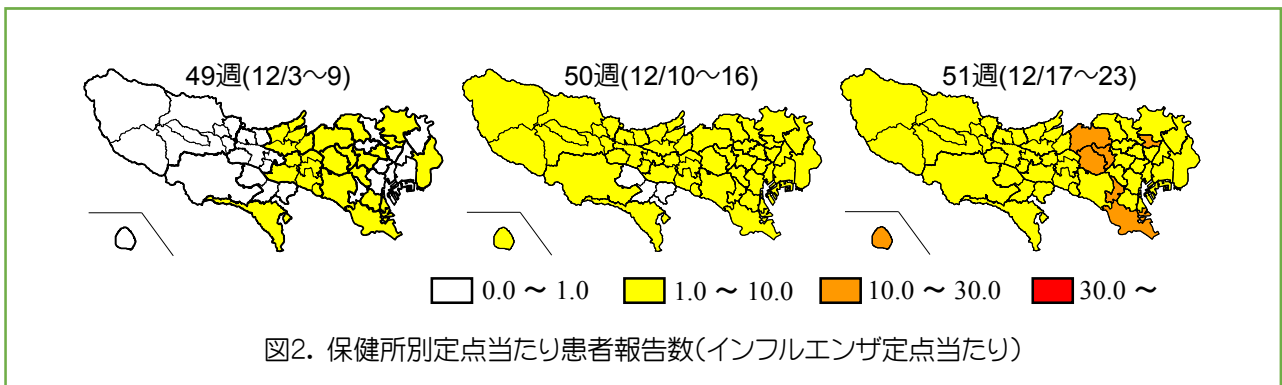 49週(12/3～9)
50週(12/10～16)
51週(12/17～23)
0.0 ～ 1.0
1.0 ～ 10.0
10.0 ～ 30.0
30.0 ～
図2. 保健所別定点当たり患者報告数(インフルエンザ定点当たり)